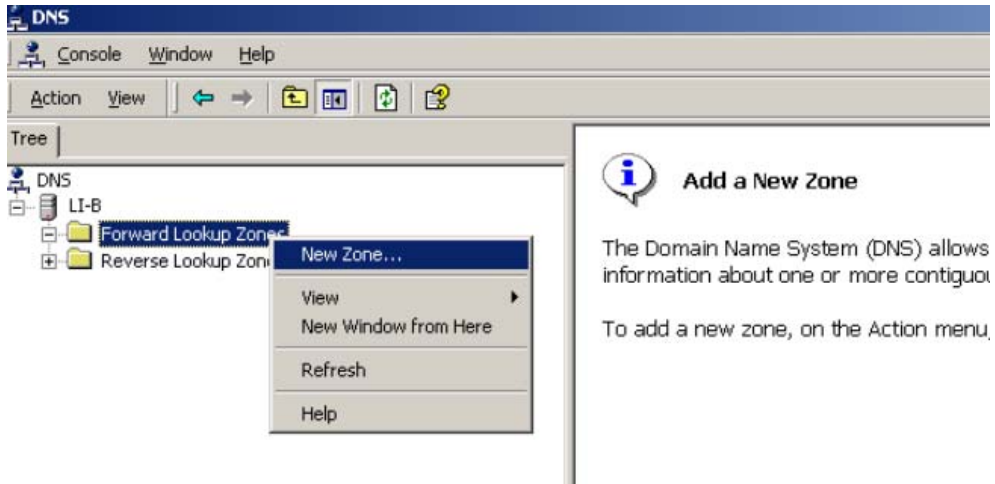 DNS
Console Window Help
Action View
Tree
DNS
LI-B
Forward Lookup Zones
Reverse Lookup Zon
New Zone...
View
New Window from Here
Refresh
Help
Add a New Zone
The Domain Name System (DNS) allows
information about one or more contiguou
To add a new zone, on the Action menu,